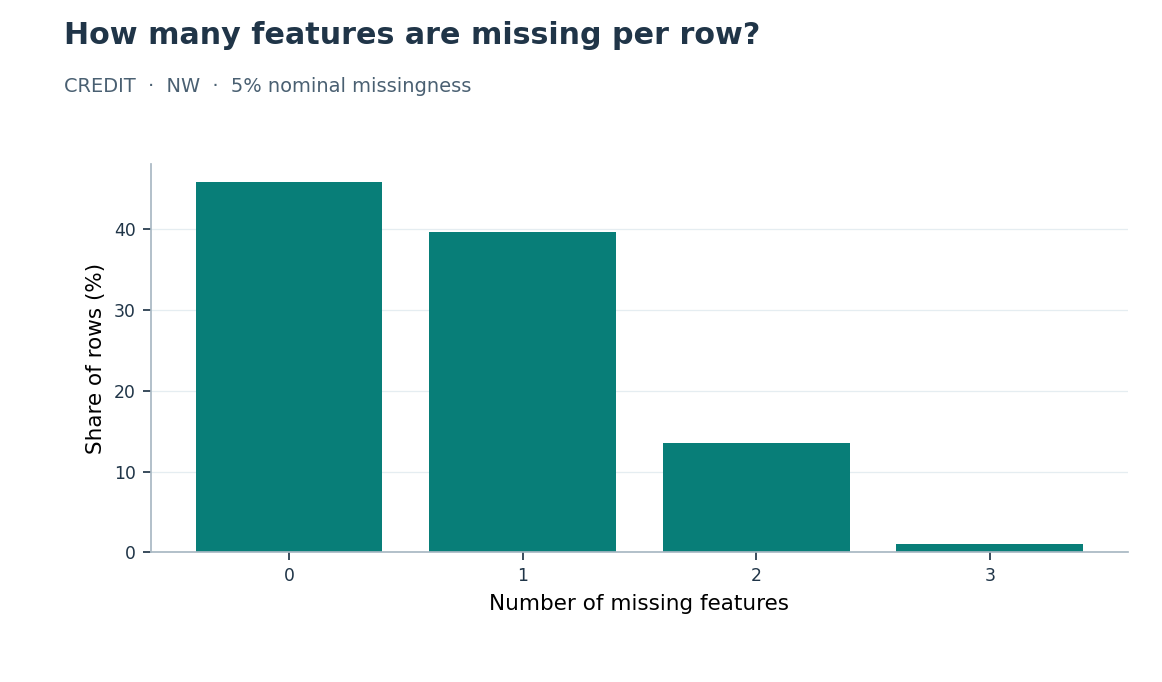 How many features are missing per row?
CREDIT · NW · 5% nominal missingness
Share of rows (%)
40
30
20
10
0
0 1 2 3
Number of missing features